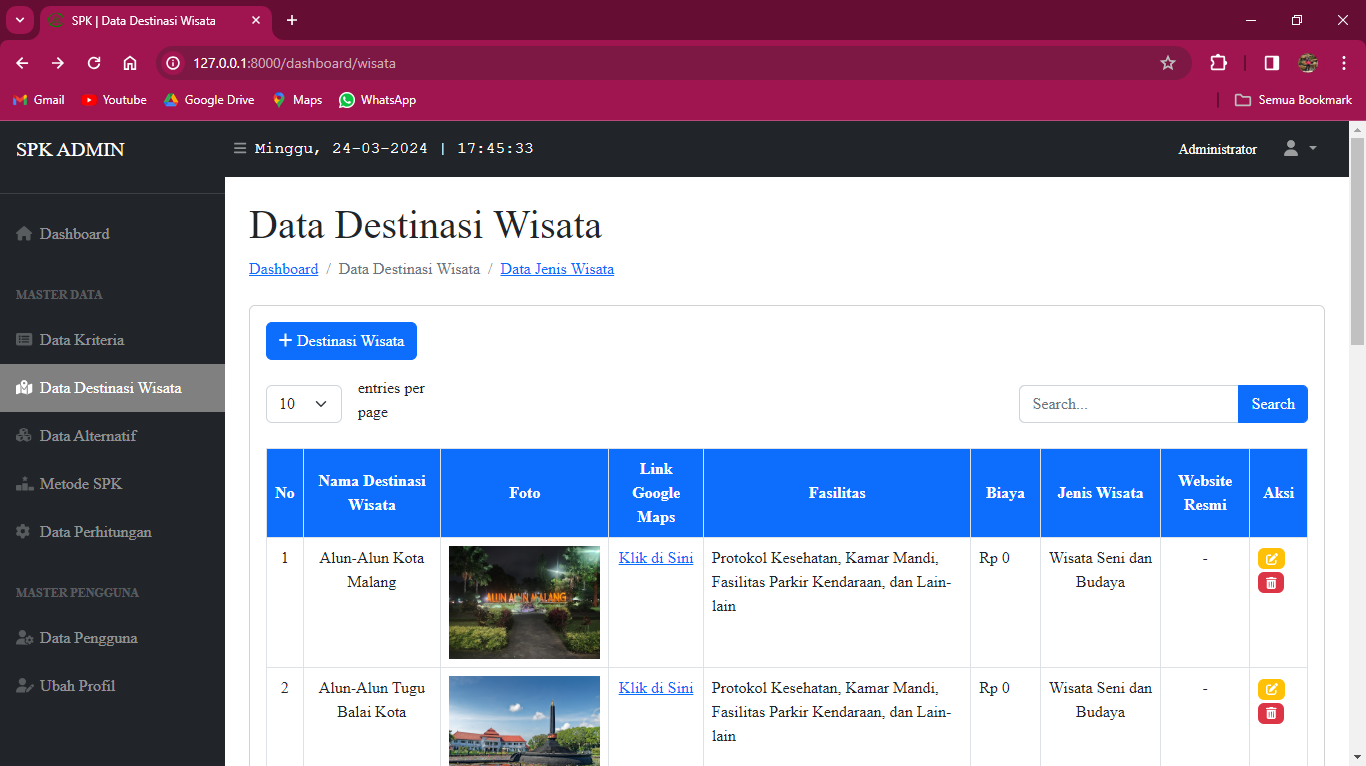 SPK | Data Destinasi Wisata
127.0.0.1:8000/dashboard/wisata
Gmail Youtube Google Drive Maps WhatsApp Semua Bookmark
SPK ADMIN
Minggu, 24-03-2024 | 17:45:33
Administrator
Dashboard
MASTER DATA
Data Kriteria
Data Destinasi Wisata
Data Alternatif
Metode SPK
Data Perhitungan
MASTER PENGGUNA
Data Pengguna
Ubah Profil
Data Destinasi Wisata
Dashboard / Data Destinasi Wisata / Data Jenis Wisata
+ Destinasi Wisata
10
entries per
page
Search...
Search
No
Nama Destinasi
Wisata
Foto
Link
Google
Maps
Fasilitas
Biaya
Jenis Wisata
Website
Resmi
Aksi
1
Alun-Alun Kota
Malang
ALUN ALUN MALANG
Klik di Sini
Protokol Kesehatan, Kamar Mandi,
Fasilitas Parkir Kendaraan, dan Lain-
lain
Rp 0
Wisata Seni dan
Budaya
-
2
Alun-Alun Tugu
Balai Kota
Klik di Sini
Protokol Kesehatan, Kamar Mandi,
Fasilitas Parkir Kendaraan, dan Lain-
lain
Rp 0
Wisata Seni dan
Budaya
-